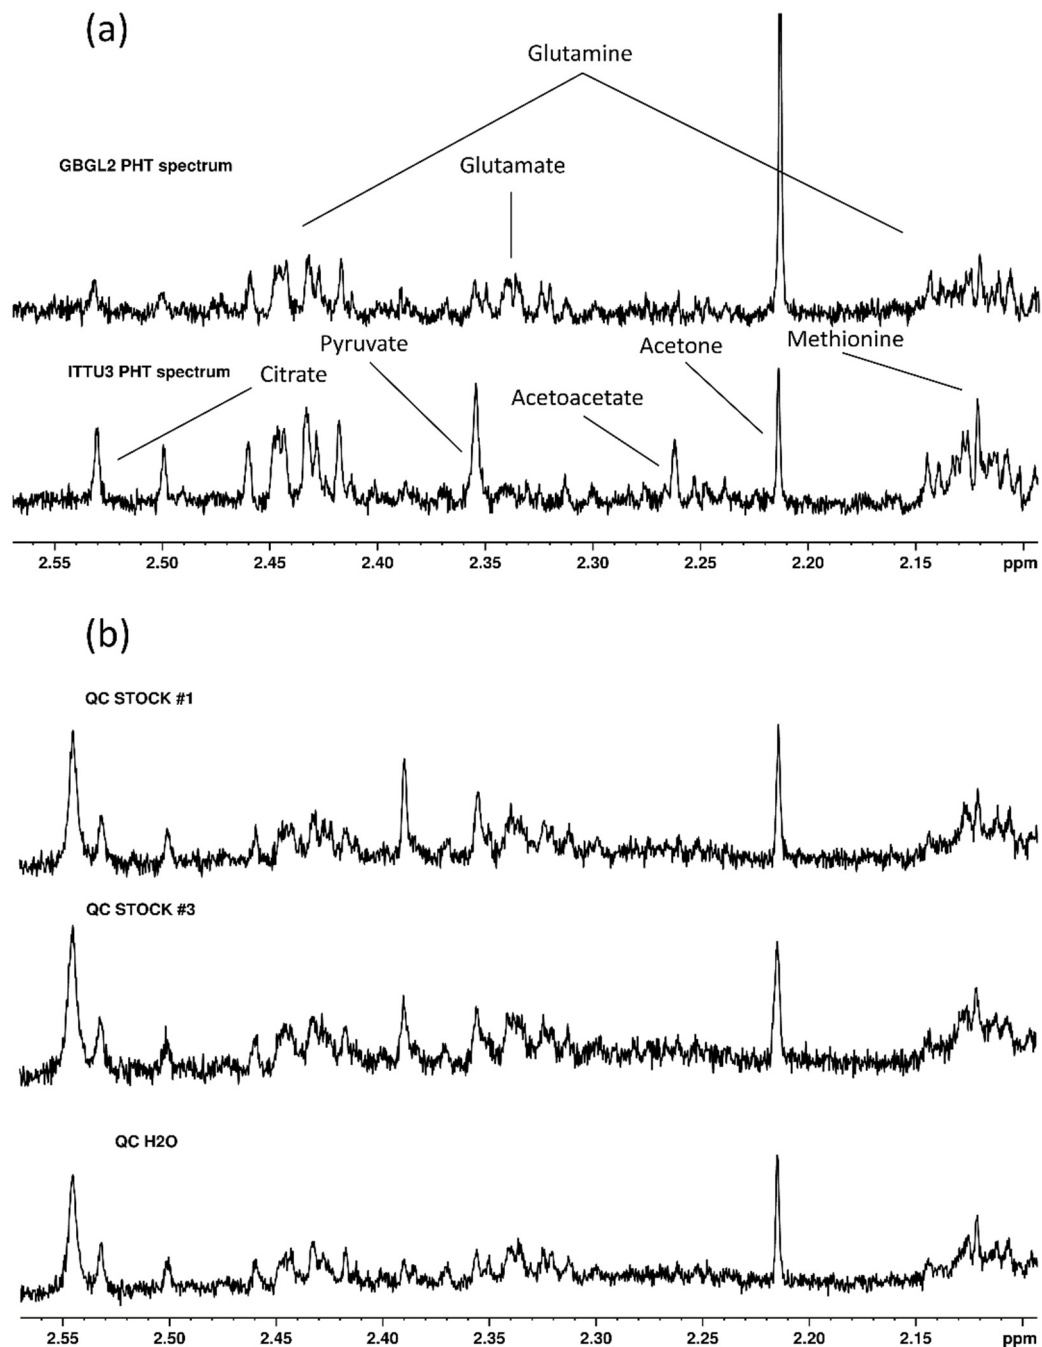 (a)
Glutamine
GBGL2 PHT spectrum
Glutamate
ITTU3 PHT spectrum
Citrate
Pyruvate
Acetoacetate
Acetone
Methionine
2.55 2.50 2.45 2.40 2.35 2.30 2.25 2.20 2.15 ppm
(b)
QC STOCK #1
QC STOCK #3
QC H2O
2.55 2.50 2.45 2.40 2.35 2.30 2.25 2.20 2.15 ppm